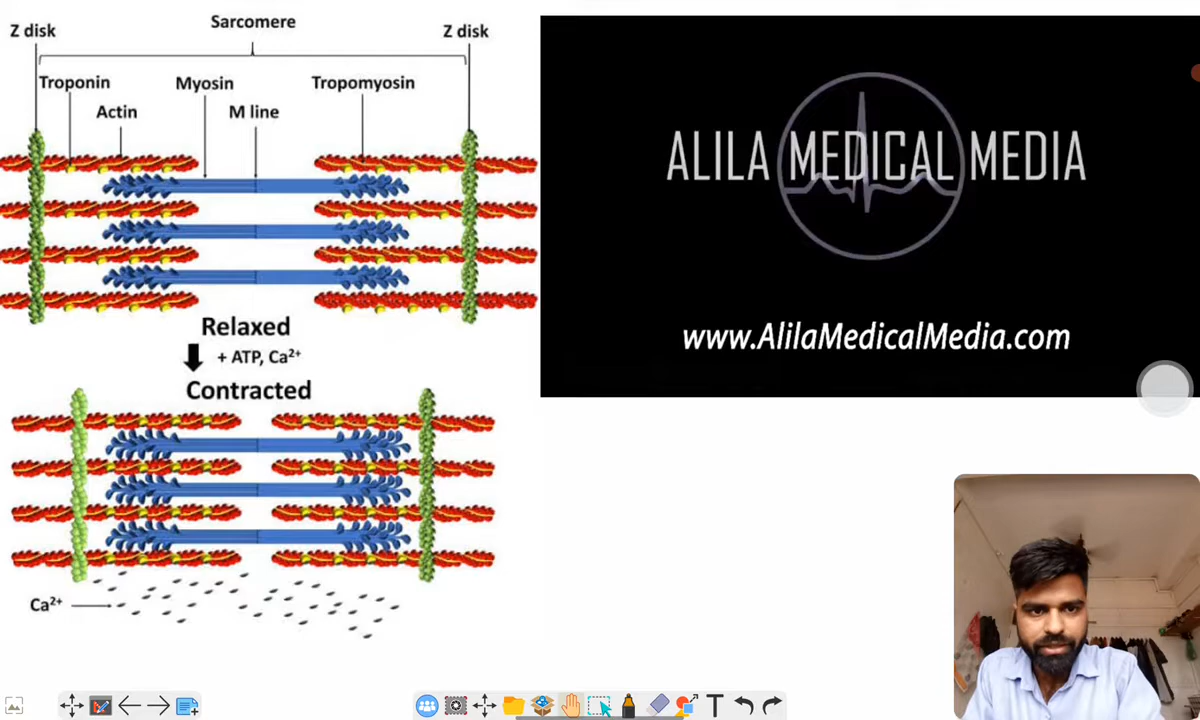 Sarcomere
Z disk
Z disk
Troponin
Myosin
Tropomyosin
Actin
M line
Relaxed
+ ATP, Ca²⁺
Contracted
Ca²⁺
ALILA MEDICAL MEDIA
www.AlilaMedicalMedia.com
T